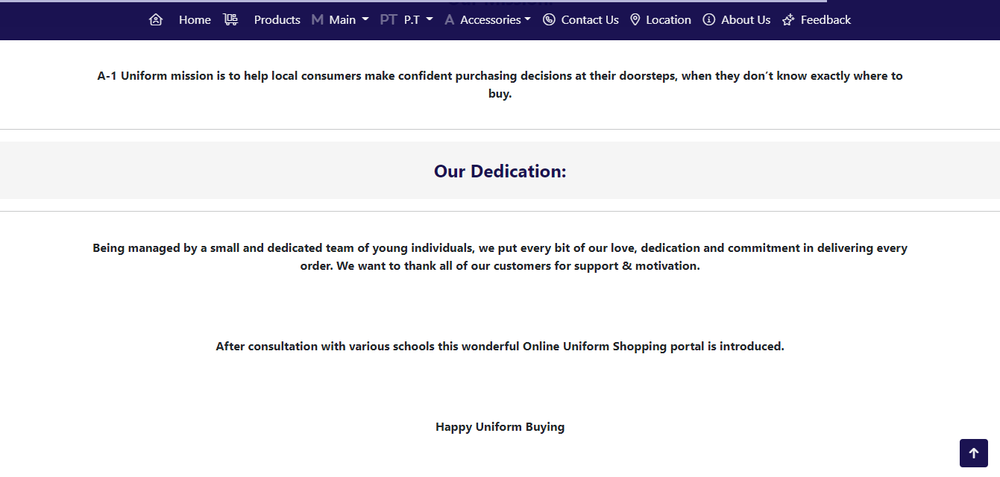 Our Mission:
Home Products M Main PT P.T A Accessories Contact Us Location About Us Feedback
A-1 Uniform mission is to help local consumers make confident purchasing decisions at their doorsteps, when they don’t know exactly where to
buy.
Our Dedication:
Being managed by a small and dedicated team of young individuals, we put every bit of our love, dedication and commitment in delivering every
order. We want to thank all of our customers for support & motivation.
After consultation with various schools this wonderful Online Uniform Shopping portal is introduced.
Happy Uniform Buying